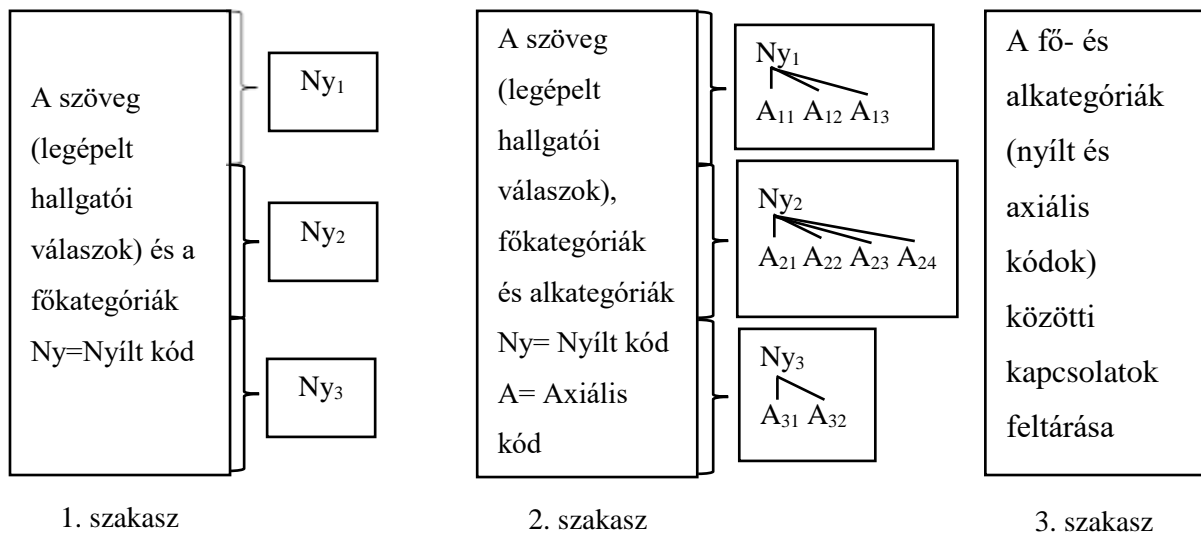 A szöveg
(legépelt
hallgatói
válaszok) és a
főkategóriák
Ny=Nyílt kód
Ny₁
Ny₂
Ny₃
1. szakasz
A szöveg
(legépelt
hallgatói
válaszok),
főkategóriák
és alkategóriák
Ny= Nyílt kód
A= Axiális
kód
Ny₁
A₁₁ A₁₂ A₁₃
Ny₂
A₂₁ A₂₂ A₂₃ A₂₄
Ny₃
A₃₁ A₃₂
2. szakasz
A fő- és
alkategóriák
(nyílt és
axiális
kódok)
közötti
kapcsolatok
feltárása
3. szakasz